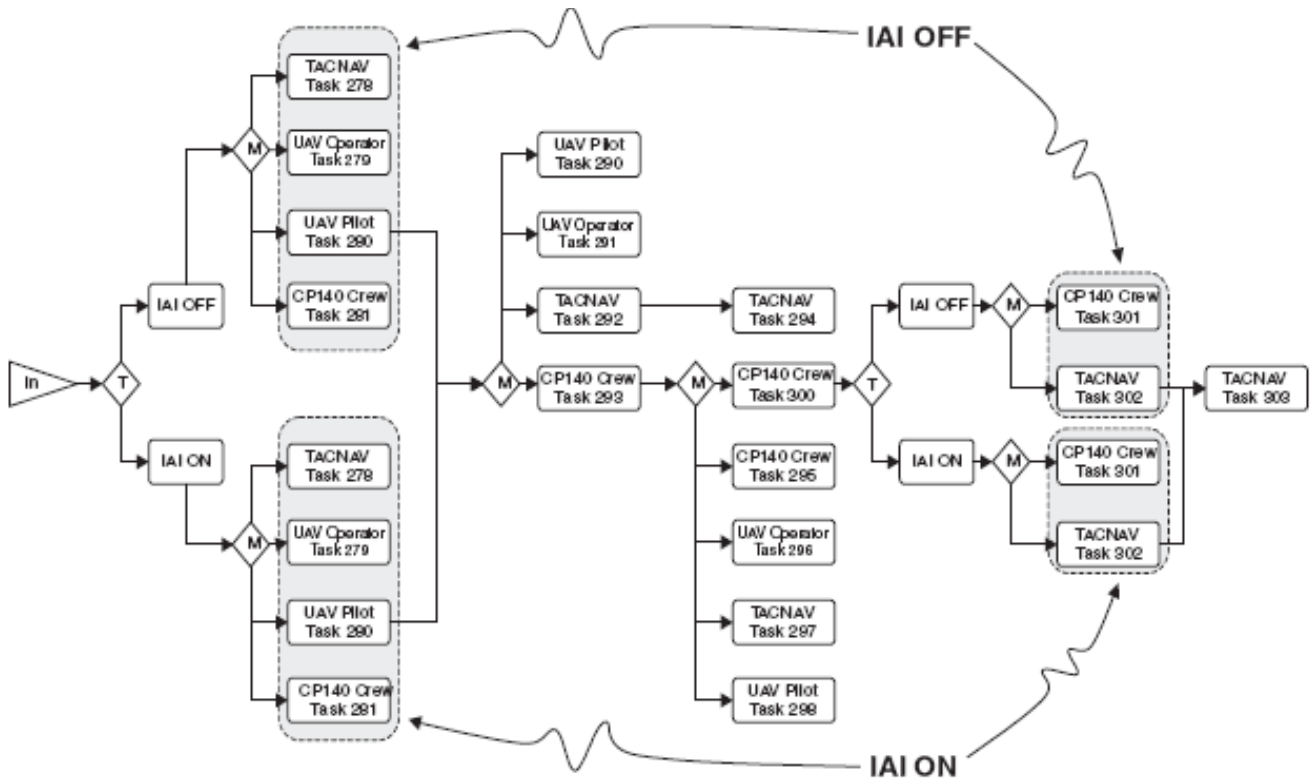 IAI OFF
In
T
IAI OFF
IAI ON
M
TACNAV
Task 278
UAV Operator
Task 279
UAV Pilot
Task 280
CP140 Crew
Task 281
M
TACNAV
Task 278
UAV Operator
Task 279
UAV Pilot
Task 280
CP140 Crew
Task 281
M
UAV Pilot
Task 290
UAV Operator
Task 291
TACNAV
Task 292
CP140 Crew
Task 293
M
TACNAV
Task 294
CP140 Crew
Task 300
CP140 Crew
Task 295
UAV Operator
Task 296
TACNAV
Task 297
UAV Pilot
Task 298
T
IAI OFF
M
CP140 Crew
Task 301
TACNAV
Task 302
IAI ON
M
CP140 Crew
Task 301
TACNAV
Task 302
TACNAV
Task 303
IAI ON